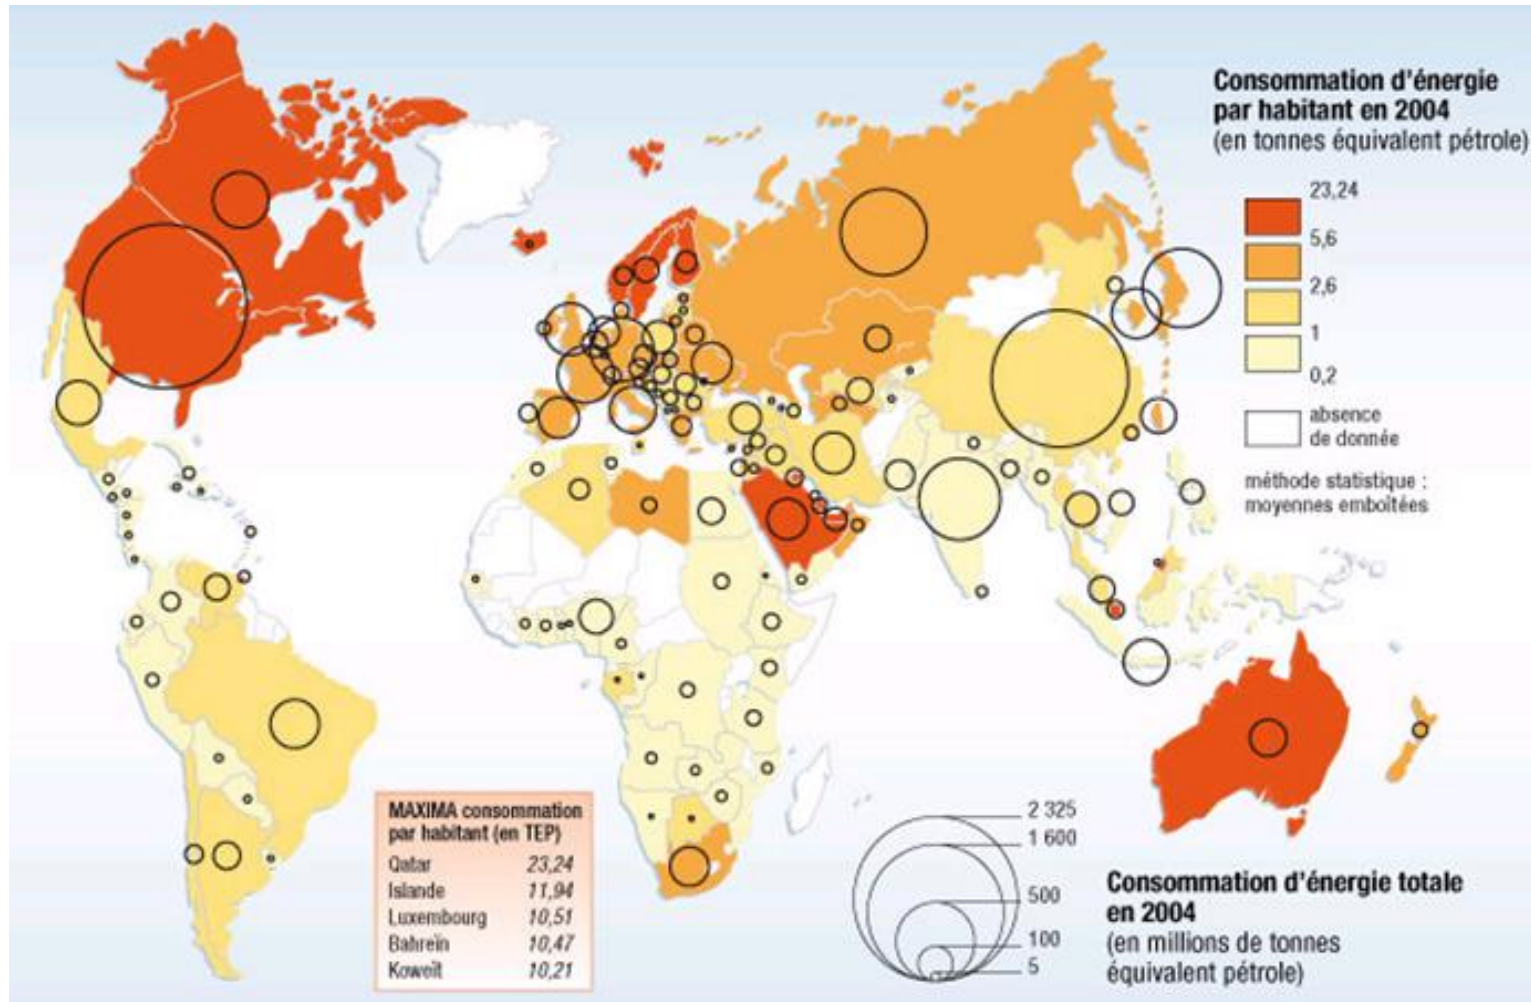 Consommation d'énergie
par habitant en 2004
(en tonnes équivalent pétrole)
23,24
5,6
2,6
1
0,2
absence
de donnée
méthode statistique :
moyennes emboîtées
MAXIMA consommation
par habitant (en TEP)
Qatar 23,24
Islande 11,94
Luxembourg 10,51
Bahreïn 10,47
Koweït 10,21
2 325
1 600
500
100
5
Consommation d'énergie totale
en 2004
(en millions de tonnes
équivalent pétrole)